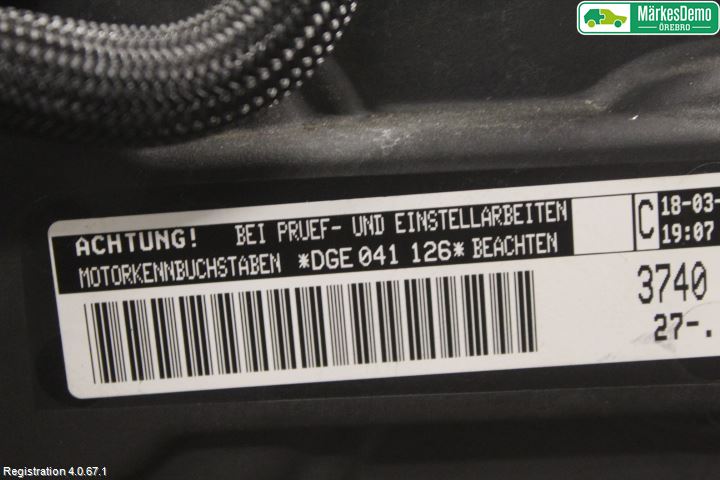 MärkesDemo
ÖREBRO
ACHTUNG! BEI PRUEF- UND EINSTELLARBEITEN
MOTORKENNBUCHSTABEN *DGE 041 126* BEACHTEN
C
18-03-
19:07
3740
27-.
Registration 4.0.67.1